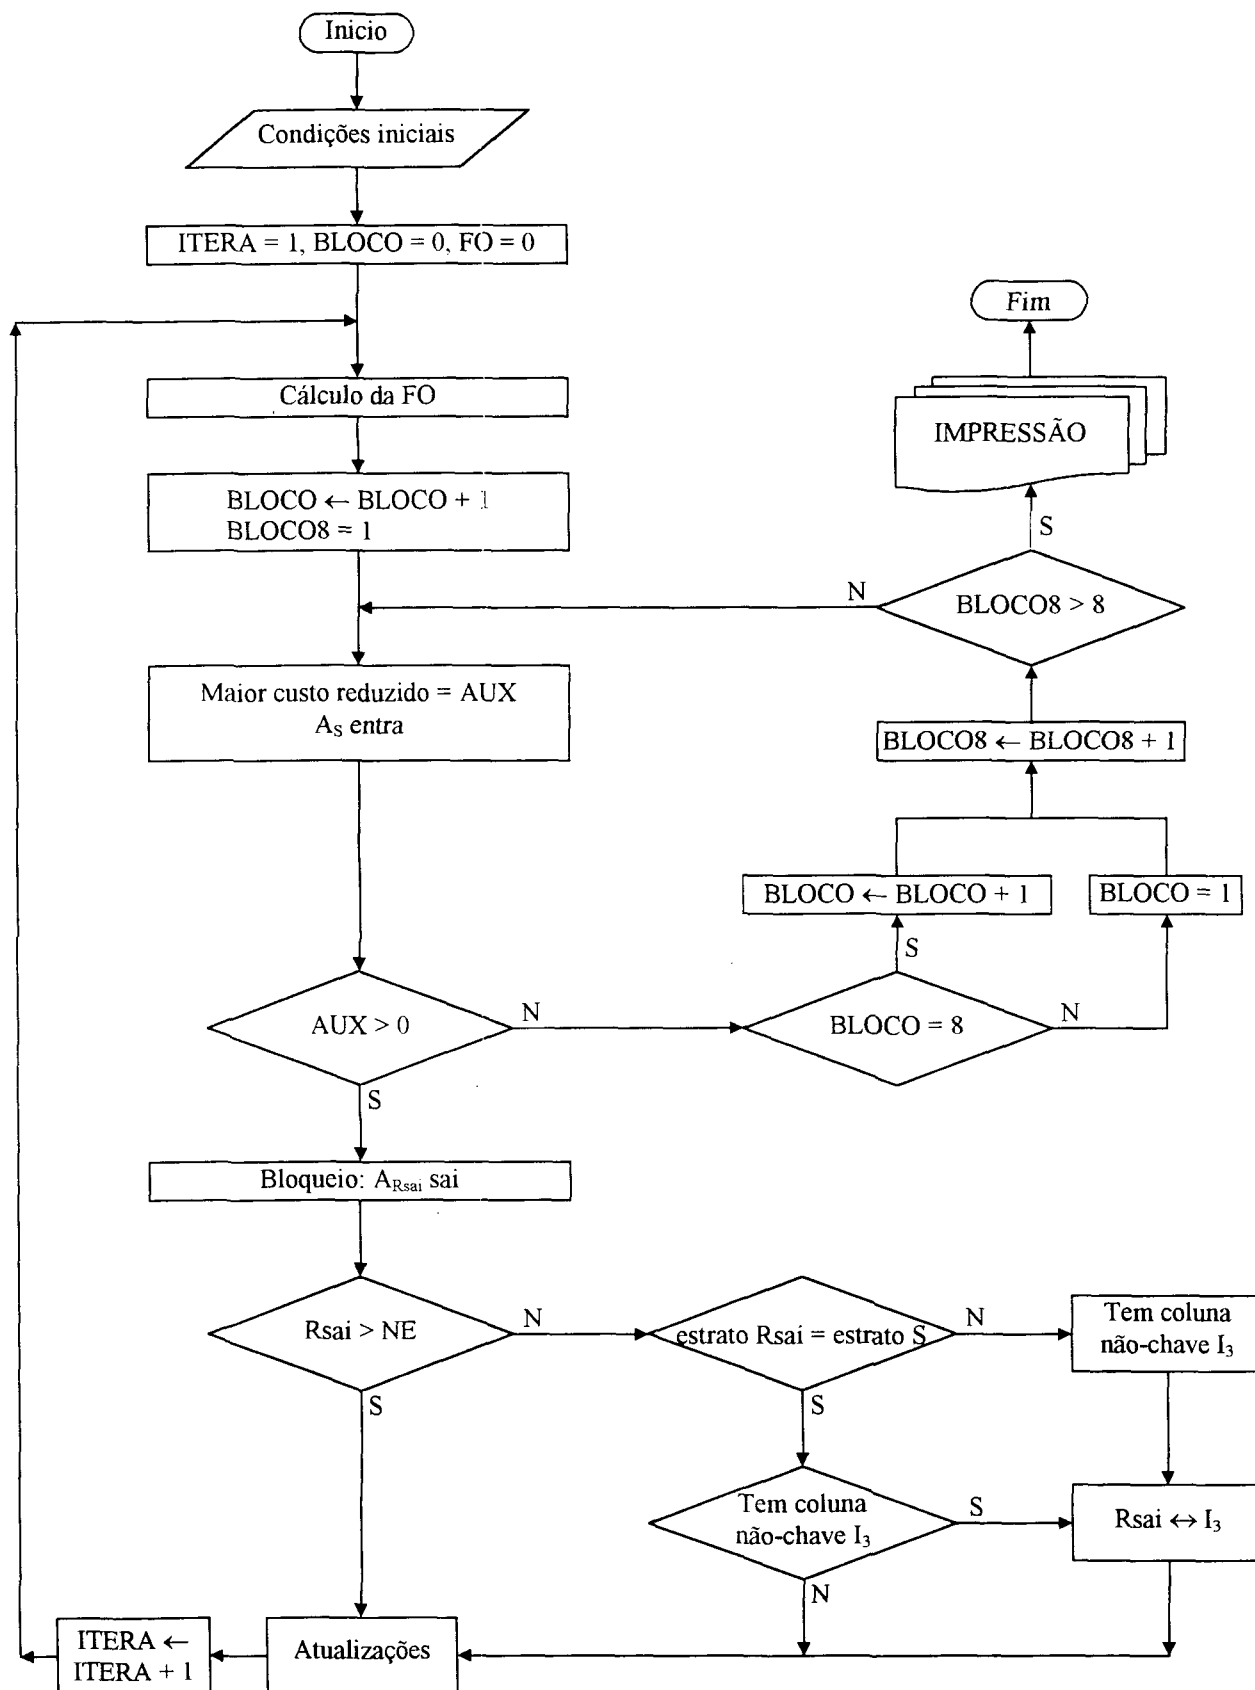 Inicio
Condições iniciais
ITERA = 1, BLOCO = 0, FO = 0
Fim
Cálculo da FO
IMPRESSÃO
BLOCO ← BLOCO + 1
BLOCO8 = 1
S
N
BLOCO8 > 8
Maior custo reduzido = AUX
A_S entra
BLOCO8 ← BLOCO8 + 1
BLOCO ← BLOCO + 1
BLOCO = 1
S
AUX > 0
N
BLOCO = 8
N
S
Bloqueio: A_Rsai sai
Rsai > NE
N
estrato Rsai = estrato S
N
Tem coluna
não-chave I₃
S
S
Tem coluna
não-chave I₃
S
Rsai ↔ I₃
N
ITERA ←
ITERA + 1
Atualizações